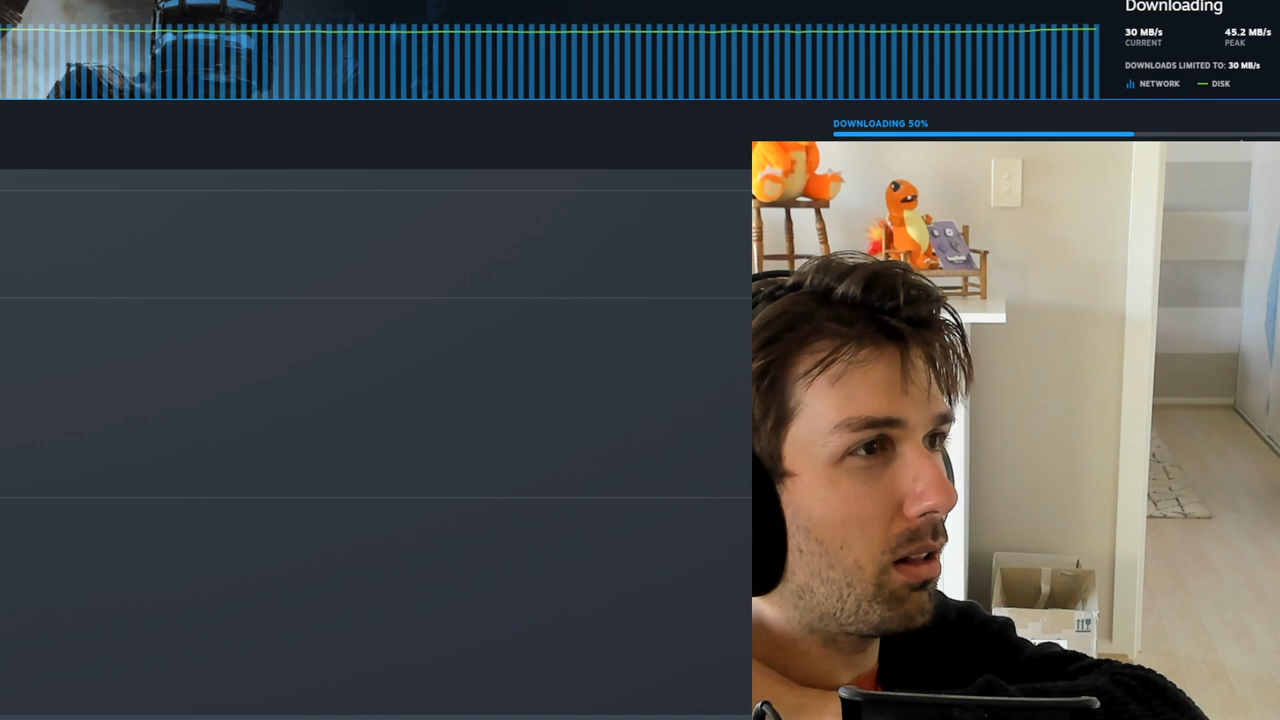 Downloading
30 MB/s 45.2 MB/s
CURRENT PEAK
DOWNLOADS LIMITED TO: 30 MB/s
NETWORK DISK
DOWNLOADING 50%